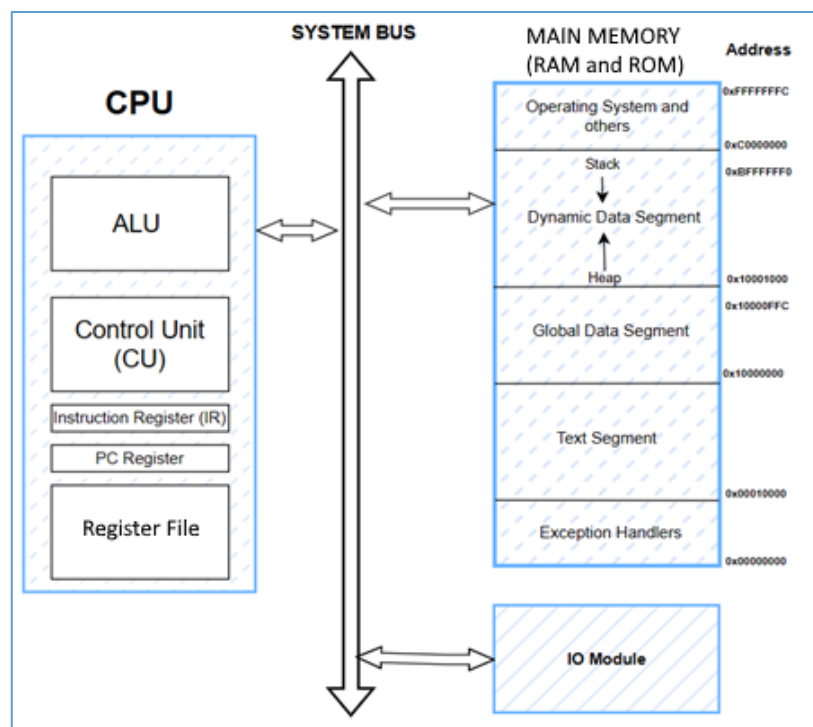 SYSTEM BUS
CPU
ALU
Control Unit
(CU)
Instruction Register (IR)
PC Register
Register File
MAIN MEMORY
(RAM and ROM)
Address
0xFFFFFFFC
Operating System and
others
0xC0000000
Stack
0xBFFFFFF0
Dynamic Data Segment
Heap
0x10001000
0x10000FFC
Global Data Segment
0x10000000
Text Segment
0x00010000
Exception Handlers
0x00000000
IO Module